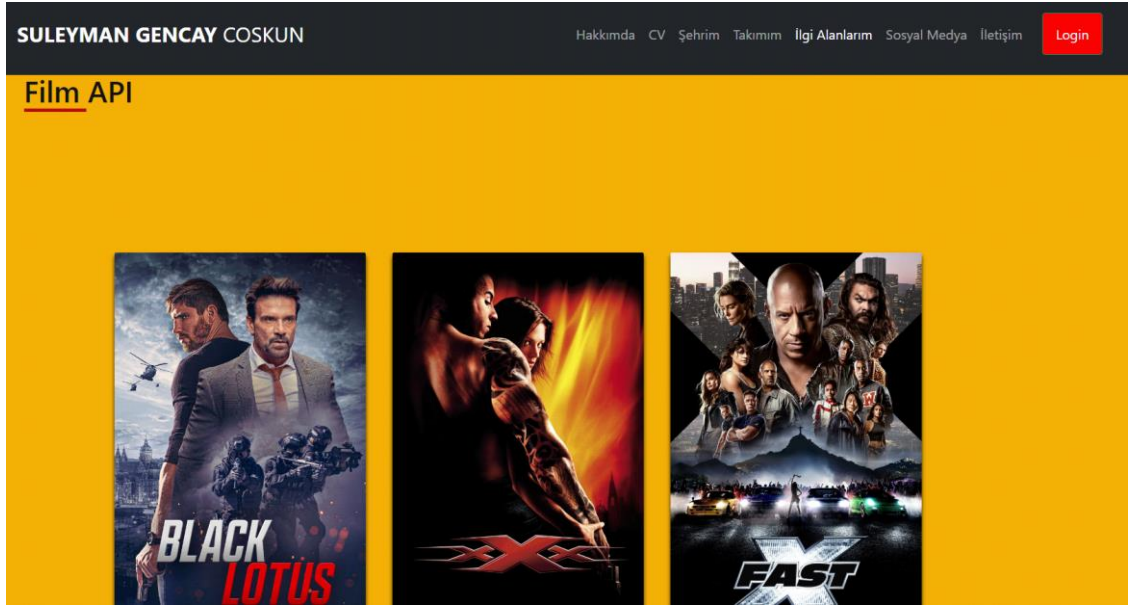 SULEYMAN GENCAY COSKUN
Hakkımda CV Şehrim Takımım İlgi Alanlarım Sosyal Medya İletişim Login
Film API
BLACK
LOTUS
xXx
FAST
X